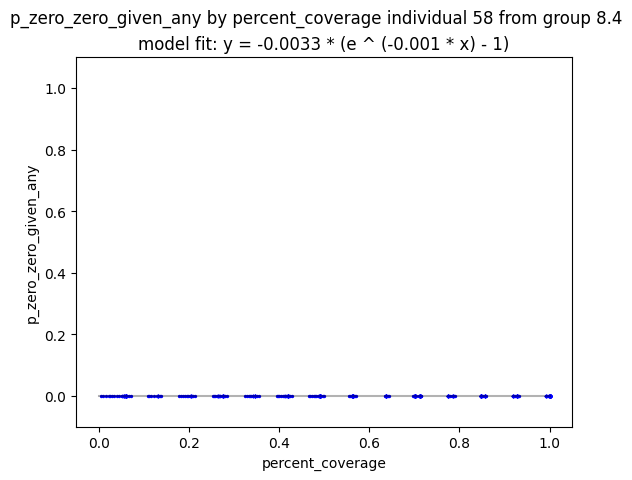 p_zero_zero_given_any by percent_coverage individual 58 from group 8.4
model fit: y = -0.0033 * (e ^ (-0.001 * x) - 1)
1.0
0.8
0.6
0.4
0.2
0.0
p_zero_zero_given_any
0.0 0.2 0.4 0.6 0.8 1.0
percent_coverage